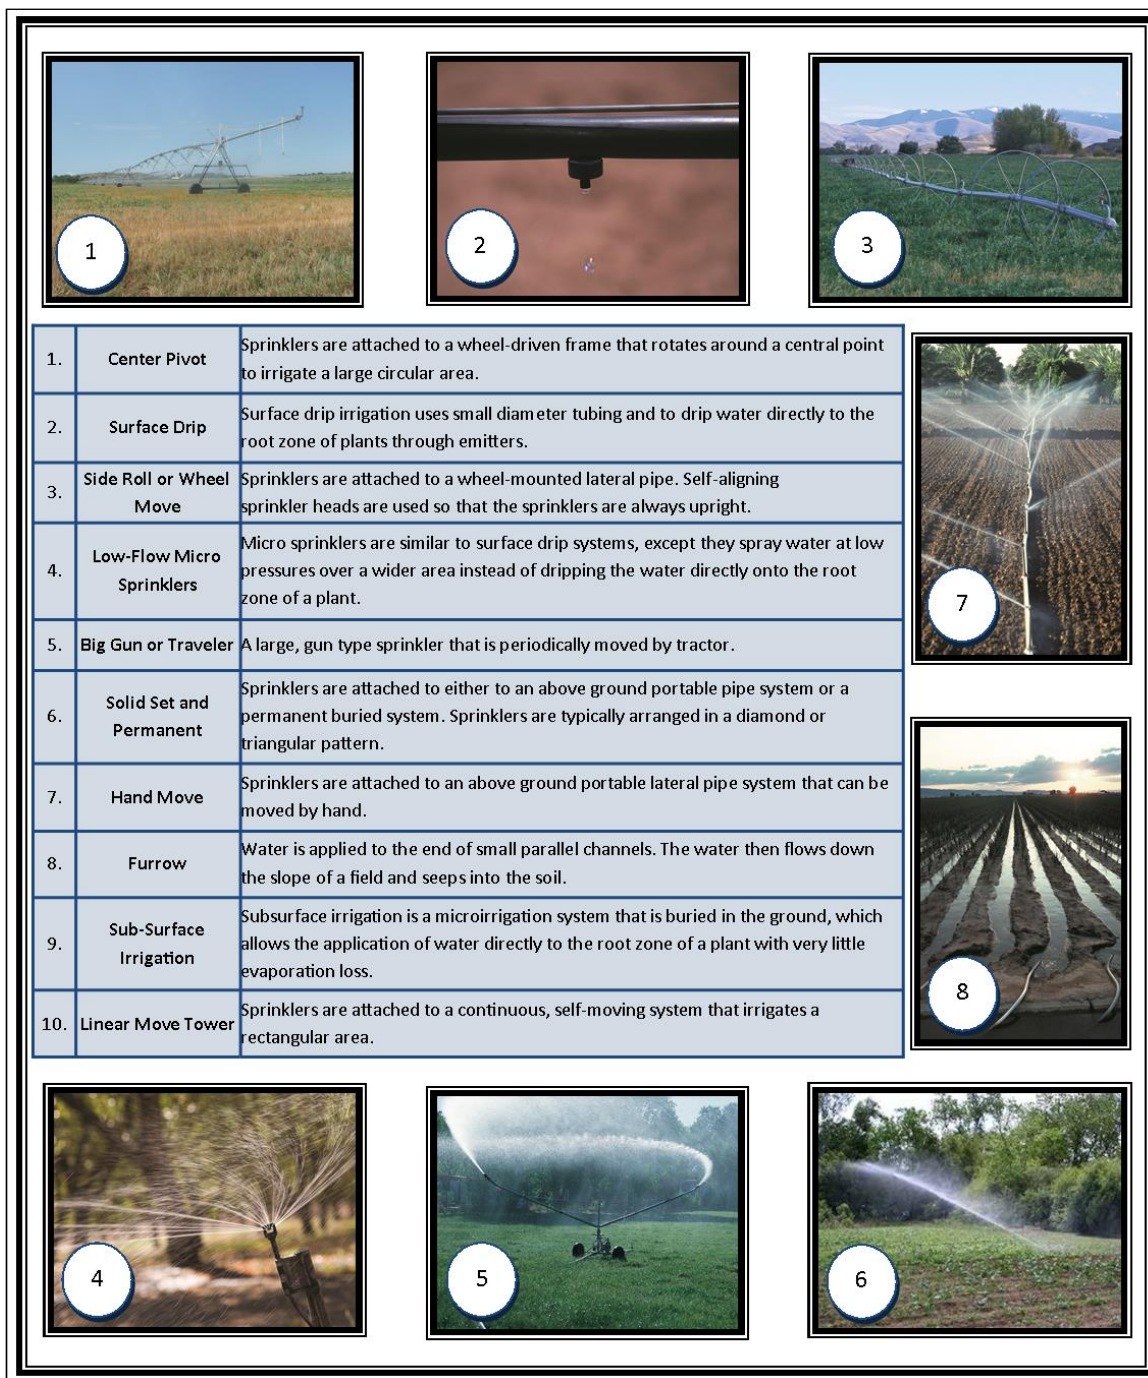 1
2
3
1.
Center Pivot
Sprinklers are attached to a wheel-driven frame that rotates around a central point
to irrigate a large circular area.
2.
Surface Drip
Surface drip irrigation uses small diameter tubing and to drip water directly to the
root zone of plants through emitters.
3.
Side Roll or Wheel
Move
Sprinklers are attached to a wheel-mounted lateral pipe. Self-aligning
sprinkler heads are used so that the sprinklers are always upright.
4.
Low-Flow Micro
Sprinklers
Micro sprinklers are similar to surface drip systems, except they spray water at low
pressures over a wider area instead of dripping the water directly onto the root
zone of a plant.
5.
Big Gun or Traveler
A large, gun type sprinkler that is periodically moved by tractor.
6.
Solid Set and
Permanent
Sprinklers are attached to either to an above ground portable pipe system or a
permanent buried system. Sprinklers are typically arranged in a diamond or
triangular pattern.
7.
Hand Move
Sprinklers are attached to an above ground portable lateral pipe system that can be
moved by hand.
8.
Furrow
Water is applied to the end of small parallel channels. The water then flows down
the slope of a field and seeps into the soil.
9.
Sub-Surface
Irrigation
Subsurface irrigation is a microirrigation system that is buried in the ground, which
allows the application of water directly to the root zone of a plant with very little
evaporation loss.
10.
Linear Move Tower
Sprinklers are attached to a continuous, self-moving system that irrigates a
rectangular area.
7
8
4
5
6